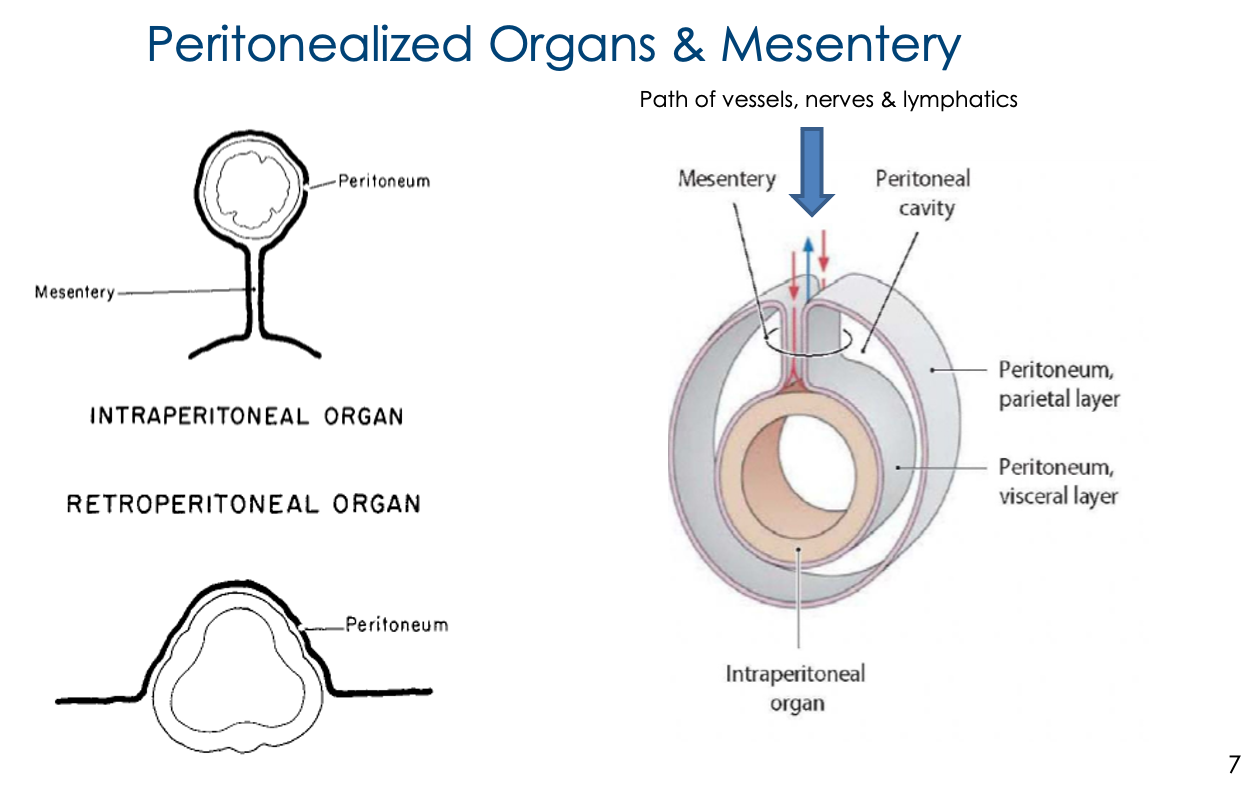 Peritonealized Organs & Mesentery
Path of vessels, nerves & lymphatics
Peritoneum
Mesentery
INTRAPERITONEAL ORGAN
RETROPERITONEAL ORGAN
Peritoneum
Mesentery
Peritoneal
cavity
Peritoneum,
parietal layer
Peritoneum,
visceral layer
Intraperitoneal
organ
7